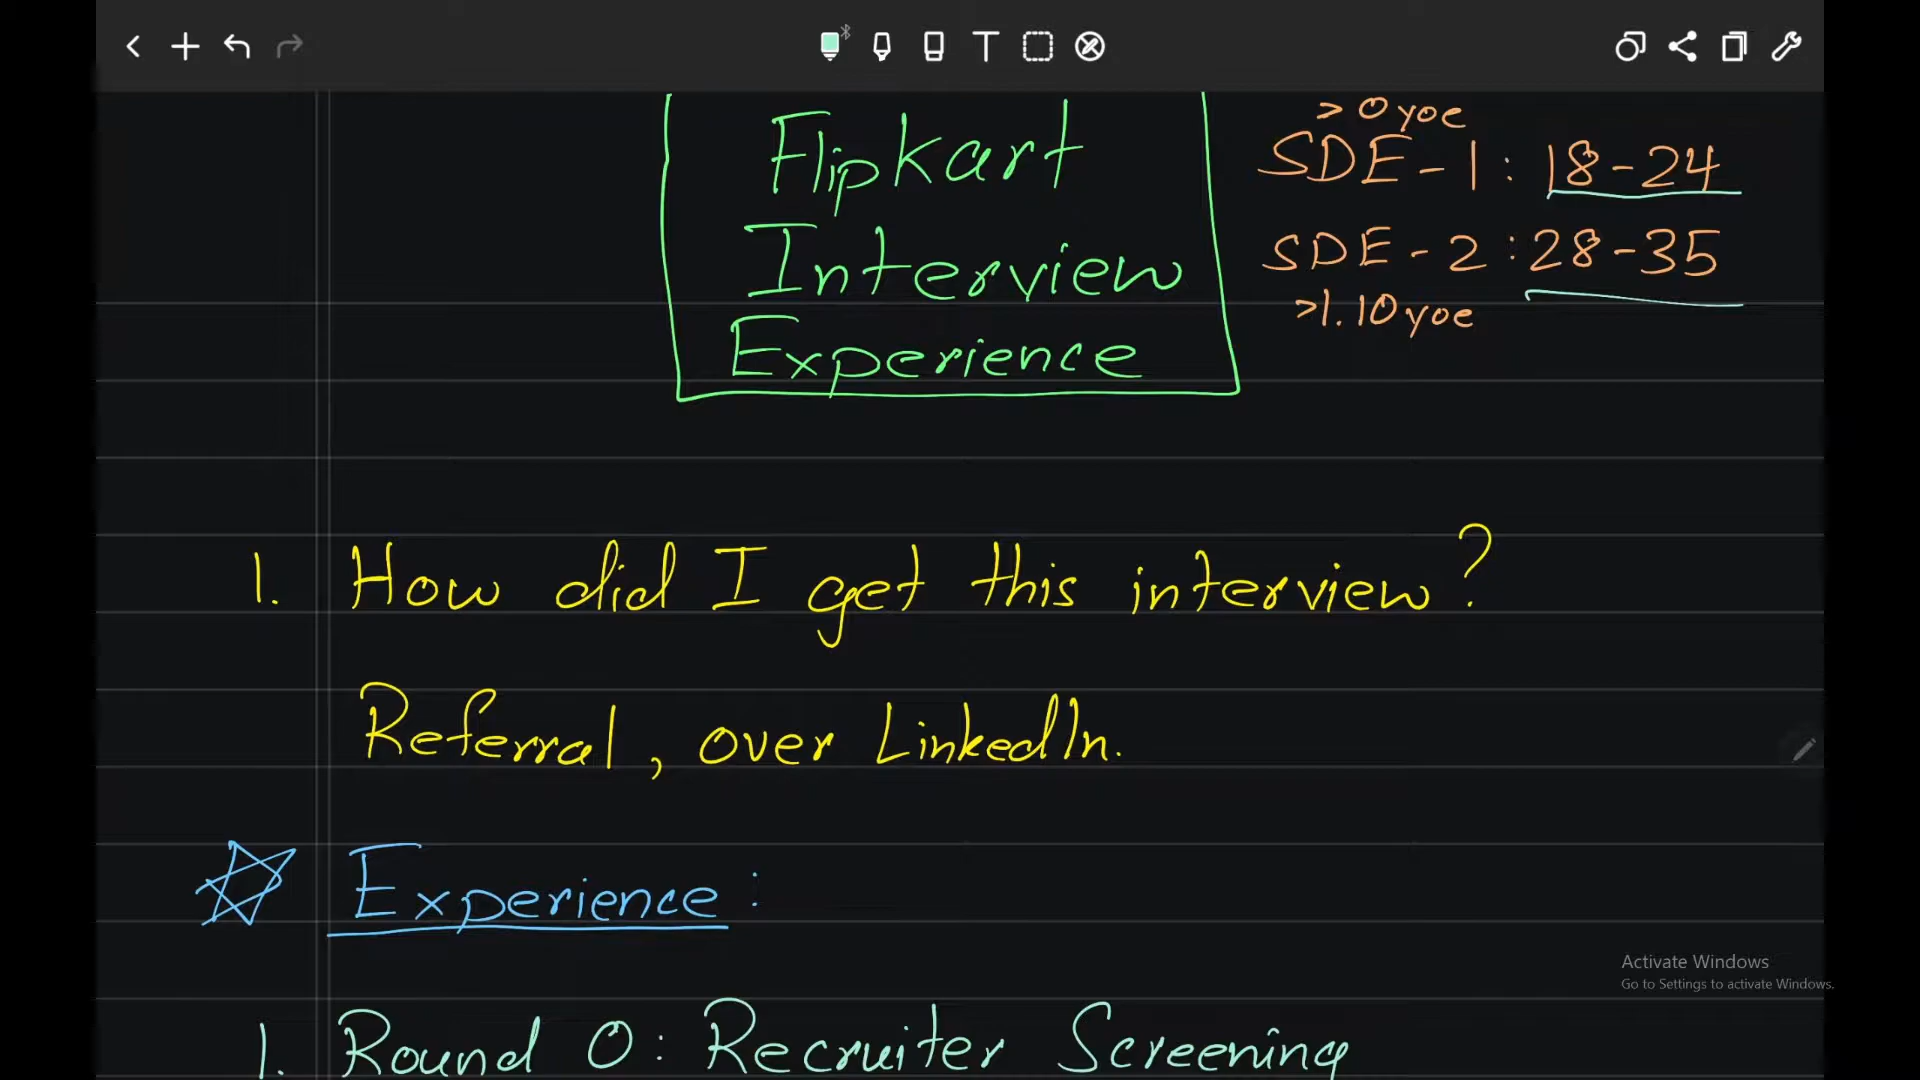 Flipkart
Interview
Experience
> 0 yoe
SDE-1 : 18-24
SDE-2 : 28-35
>1.10 yoe
1. How did I get this interview?
Referral, over LinkedIn.
Experience :
1. Round 0: Recruiter Screening
Activate Windows
Go to Settings to activate Windows.